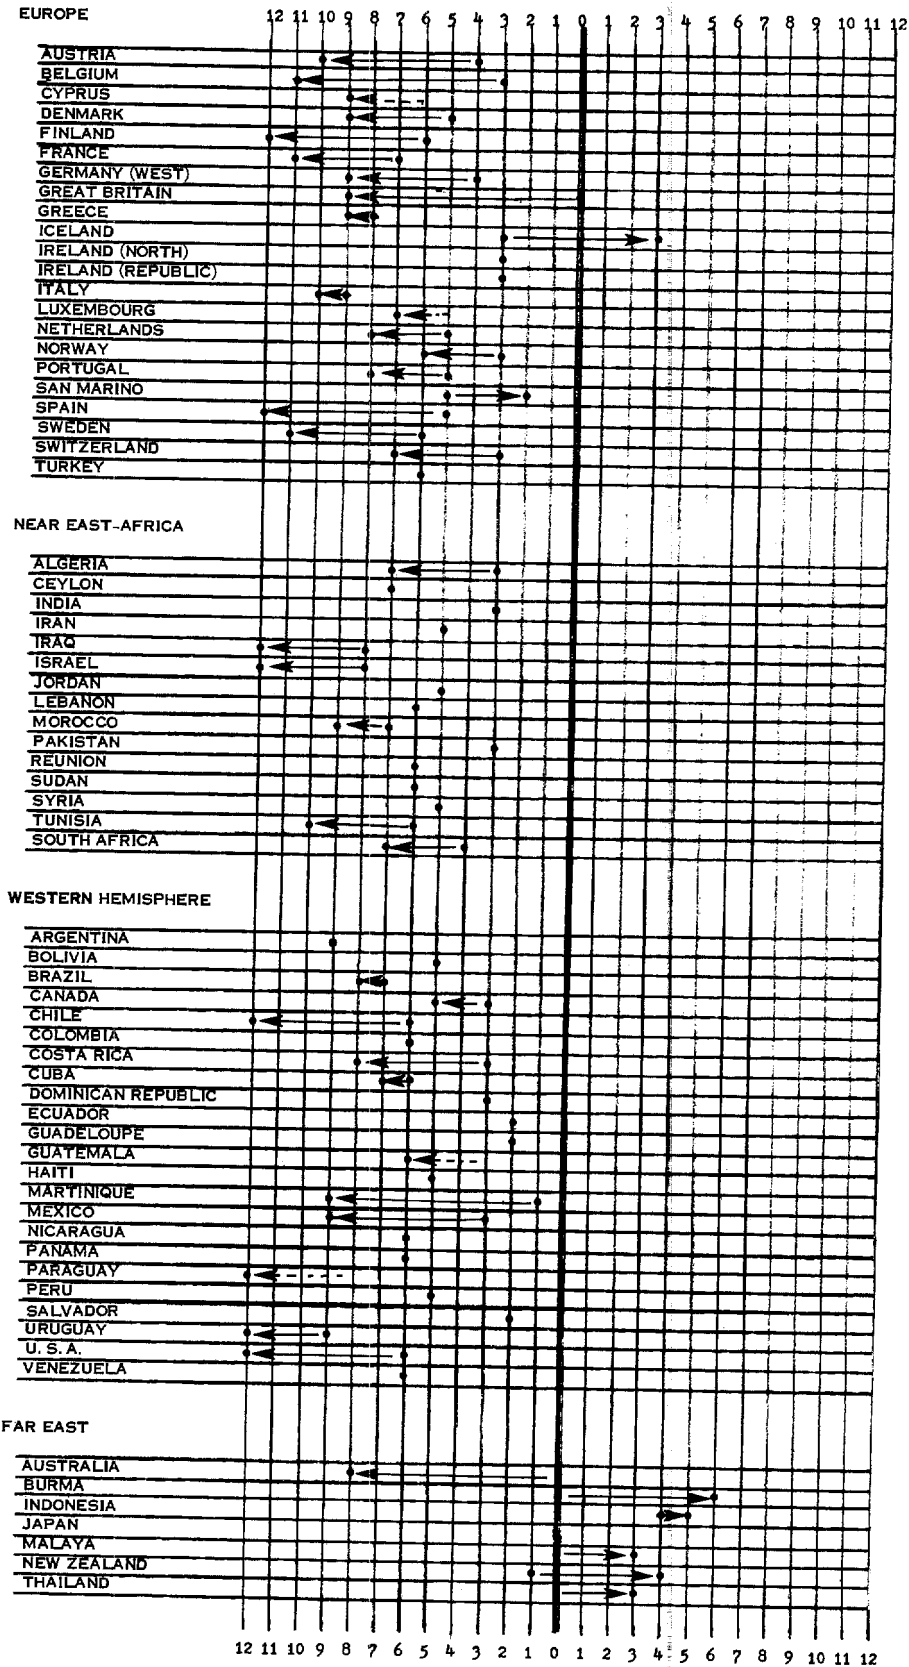 EUROPE
12 11 10 9 8 7 6 5 4 3 2 1 0 1 2 3 4 5 6 7 8 9 10 11 12
AUSTRIA
BELGIUM
CYPRUS
DENMARK
FINLAND
FRANCE
GERMANY (WEST)
GREAT BRITAIN
GREECE
ICELAND
IRELAND (NORTH)
IRELAND (REPUBLIC)
ITALY
LUXEMBOURG
NETHERLANDS
NORWAY
PORTUGAL
SAN MARINO
SPAIN
SWEDEN
SWITZERLAND
TURKEY
NEAR EAST-AFRICA
ALGERIA
CEYLON
INDIA
IRAN
IRAQ
ISRAEL
JORDAN
LEBANON
MOROCCO
PAKISTAN
REUNION
SUDAN
SYRIA
TUNISIA
SOUTH AFRICA
WESTERN HEMISPHERE
ARGENTINA
BOLIVIA
BRAZIL
CANADA
CHILE
COLOMBIA
COSTA RICA
CUBA
DOMINICAN REPUBLIC
ECUADOR
GUADELOUPE
GUATEMALA
HAITI
MARTINIQUE
MEXICO
NICARAGUA
PANAMA
PARAGUAY
PERU
SALVADOR
URUGUAY
U. S. A.
VENEZUELA
FAR EAST
AUSTRALIA
BURMA
INDONESIA
JAPAN
MALAYA
NEW ZEALAND
THAILAND
12 11 10 9 8 7 6 5 4 3 2 1 0 1 2 3 4 5 6 7 8 9 10 11 12